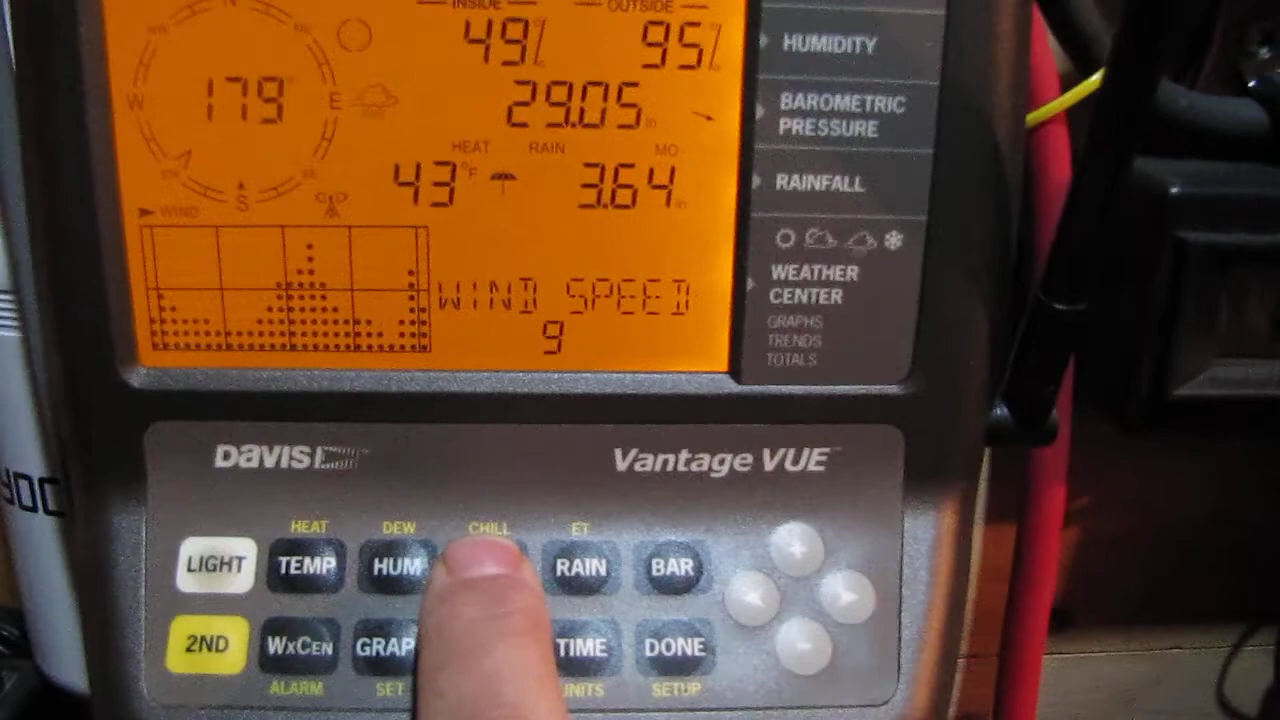 INSIDE OUTSIDE
49% 95%
HUMIDITY
N
W 179° E
S
29.05 in
BAROMETRIC
PRESSURE
HEAT RAIN MO
43°F 3.64 in
RAINFALL
WIND
WEATHER
CENTER
GRAPHS
TRENDS
TOTALS
WIND SPEED
9
DAVIS
Vantage VUE
HEAT DEW CHILL ET
LIGHT TEMP HUM RAIN BAR
2ND WxCEN GRAP TIME DONE
ALARM SET UNITS SETUP